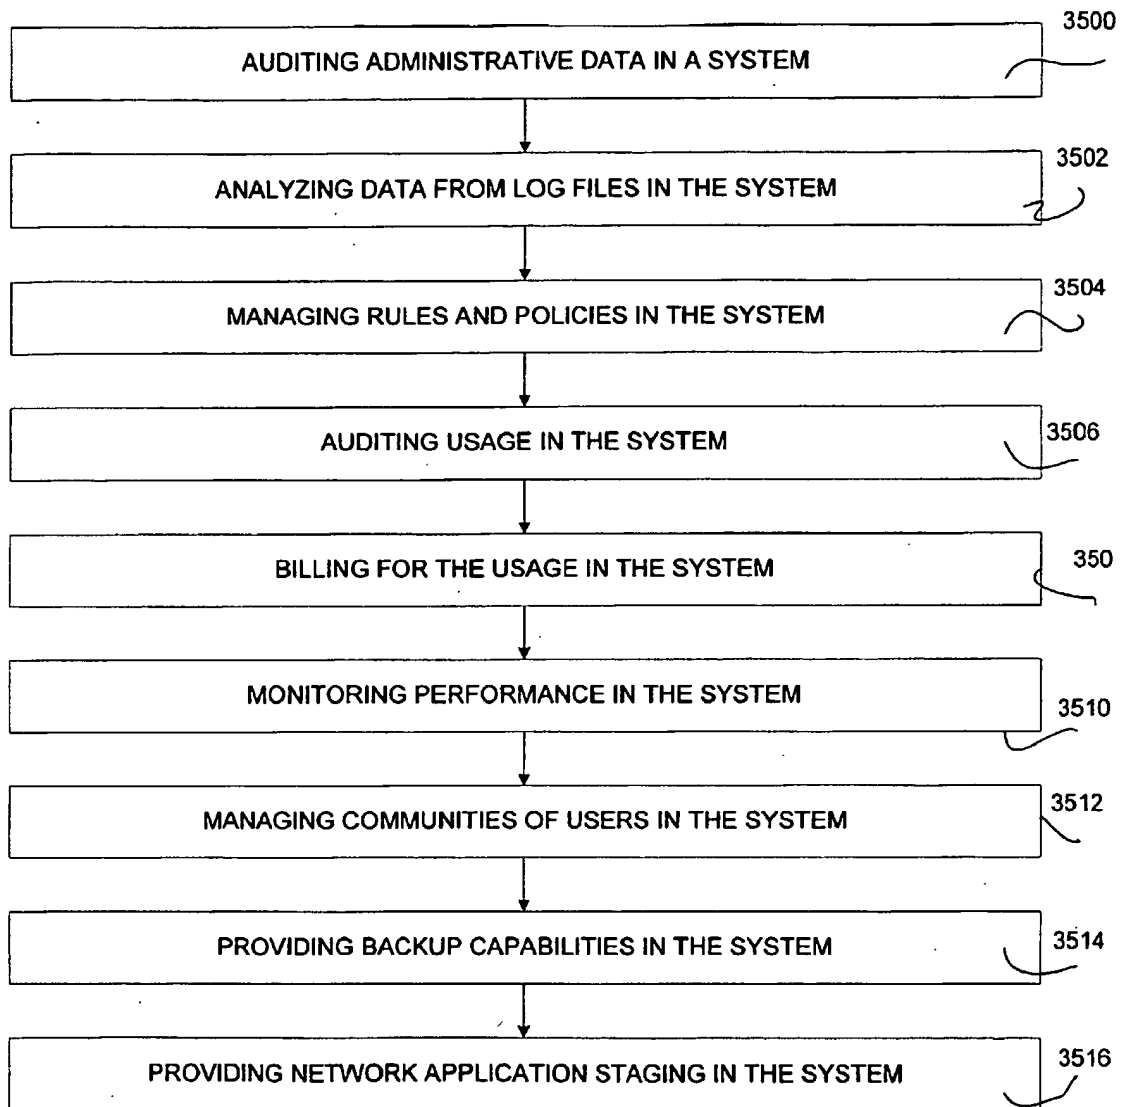 3500
AUDITING ADMINISTRATIVE DATA IN A SYSTEM
3502
ANALYZING DATA FROM LOG FILES IN THE SYSTEM
3504
MANAGING RULES AND POLICIES IN THE SYSTEM
3506
AUDITING USAGE IN THE SYSTEM
350
BILLING FOR THE USAGE IN THE SYSTEM
MONITORING PERFORMANCE IN THE SYSTEM
3510
3512
MANAGING COMMUNITIES OF USERS IN THE SYSTEM
3514
PROVIDING BACKUP CAPABILITIES IN THE SYSTEM
3516
PROVIDING NETWORK APPLICATION STAGING IN THE SYSTEM